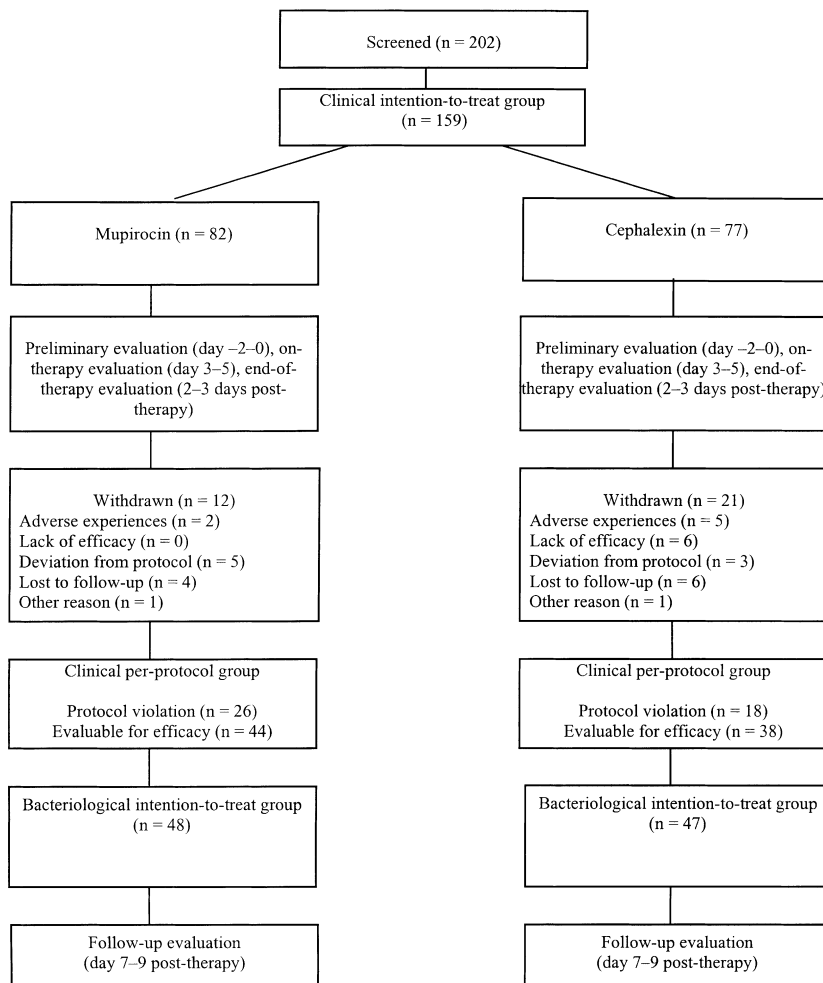 Screened (n = 202)
Clinical intention-to-treat group
(n = 159)
Mupirocin (n = 82)
Preliminary evaluation (day –2–0), on-
therapy evaluation (day 3–5), end-of-
therapy evaluation (2–3 days post-
therapy)
Withdrawn (n = 12)
Adverse experiences (n = 2)
Lack of efficacy (n = 0)
Deviation from protocol (n = 5)
Lost to follow-up (n = 4)
Other reason (n = 1)
Clinical per-protocol group
Protocol violation (n = 26)
Evaluable for efficacy (n = 44)
Bacteriological intention-to-treat group
(n = 48)
Follow-up evaluation
(day 7–9 post-therapy)
Cephalexin (n = 77)
Preliminary evaluation (day –2–0), on-
therapy evaluation (day 3–5), end-of-
therapy evaluation (2–3 days post-therapy)
Withdrawn (n = 21)
Adverse experiences (n = 5)
Lack of efficacy (n = 6)
Deviation from protocol (n = 3)
Lost to follow-up (n = 6)
Other reason (n = 1)
Clinical per-protocol group
Protocol violation (n = 18)
Evaluable for efficacy (n = 38)
Bacteriological intention-to-treat group
(n = 47)
Follow-up evaluation
(day 7–9 post-therapy)